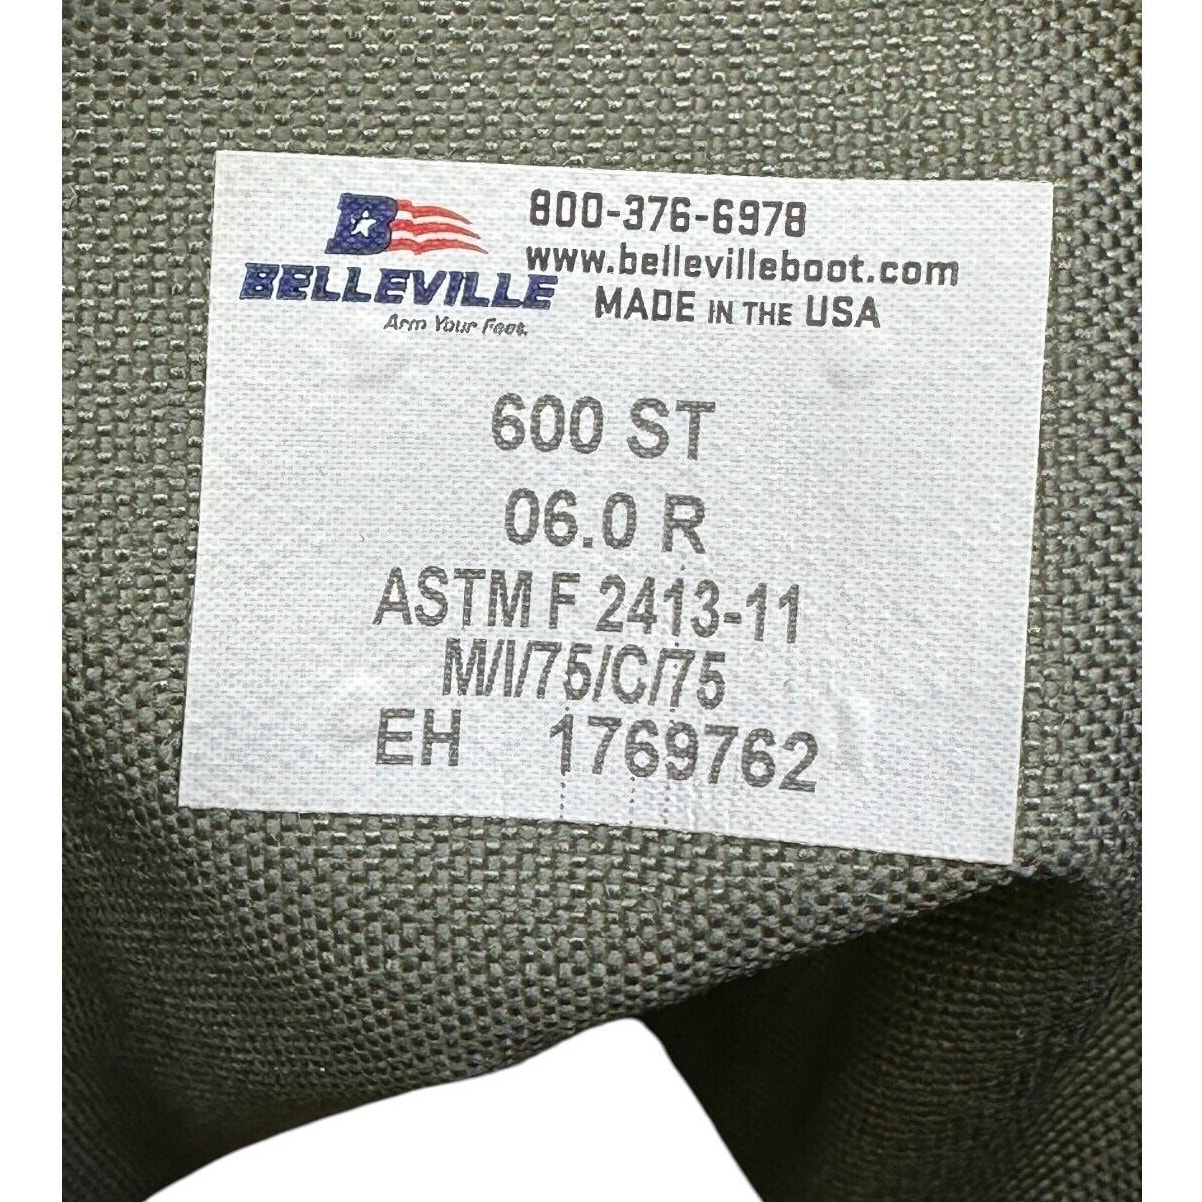 B
BELLEVILLE
Arm Your Feet.
800-376-6978
www.bellevilleboot.com
MADE IN THE USA
600 ST
06.0 R
ASTM F 2413-11
M/I/75/C/75
EH 1769762